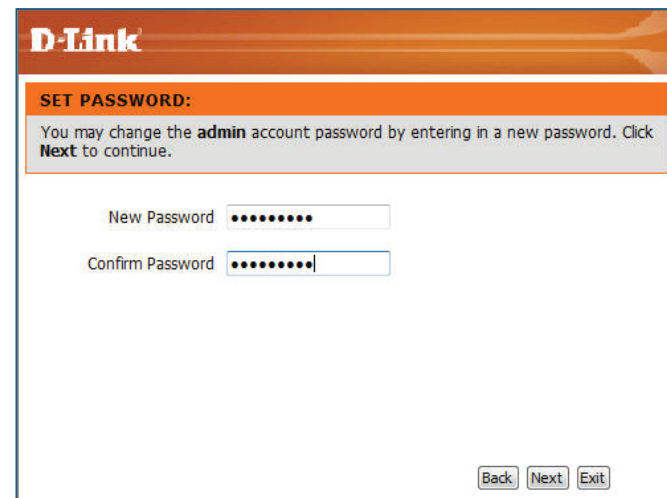 D-Link
SET PASSWORD:
You may change the admin account password by entering in a new password. Click
Next to continue.
New Password •••••••••
Confirm Password •••••••••
Back Next Exit